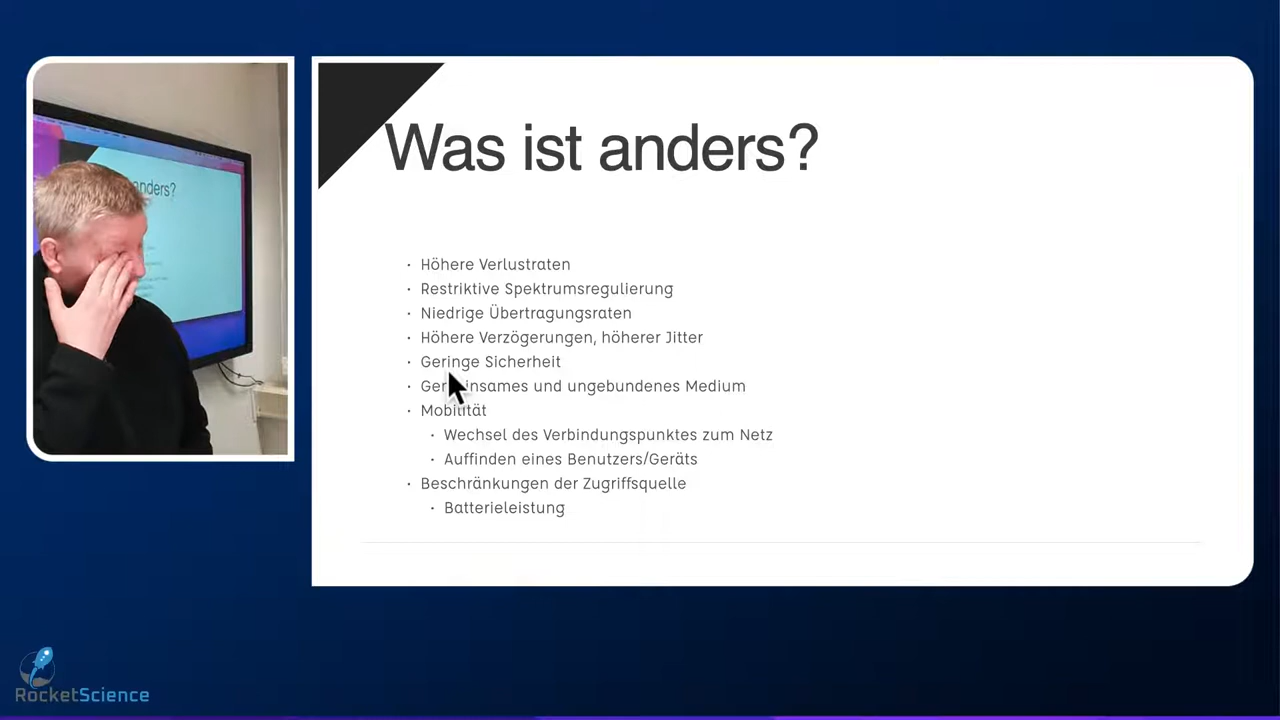 anders?
Was ist anders?
· Höhere Verlustraten
· Restriktive Spektrumsregulierung
· Niedrige Übertragungsraten
· Höhere Verzögerungen, höherer Jitter
· Geringe Sicherheit
· Gemeinsames und ungebundenes Medium
· Mobilität
· Wechsel des Verbindungspunktes zum Netz
· Auffinden eines Benutzers/Geräts
· Beschränkungen der Zugriffsquelle
· Batterieleistung
RocketScience